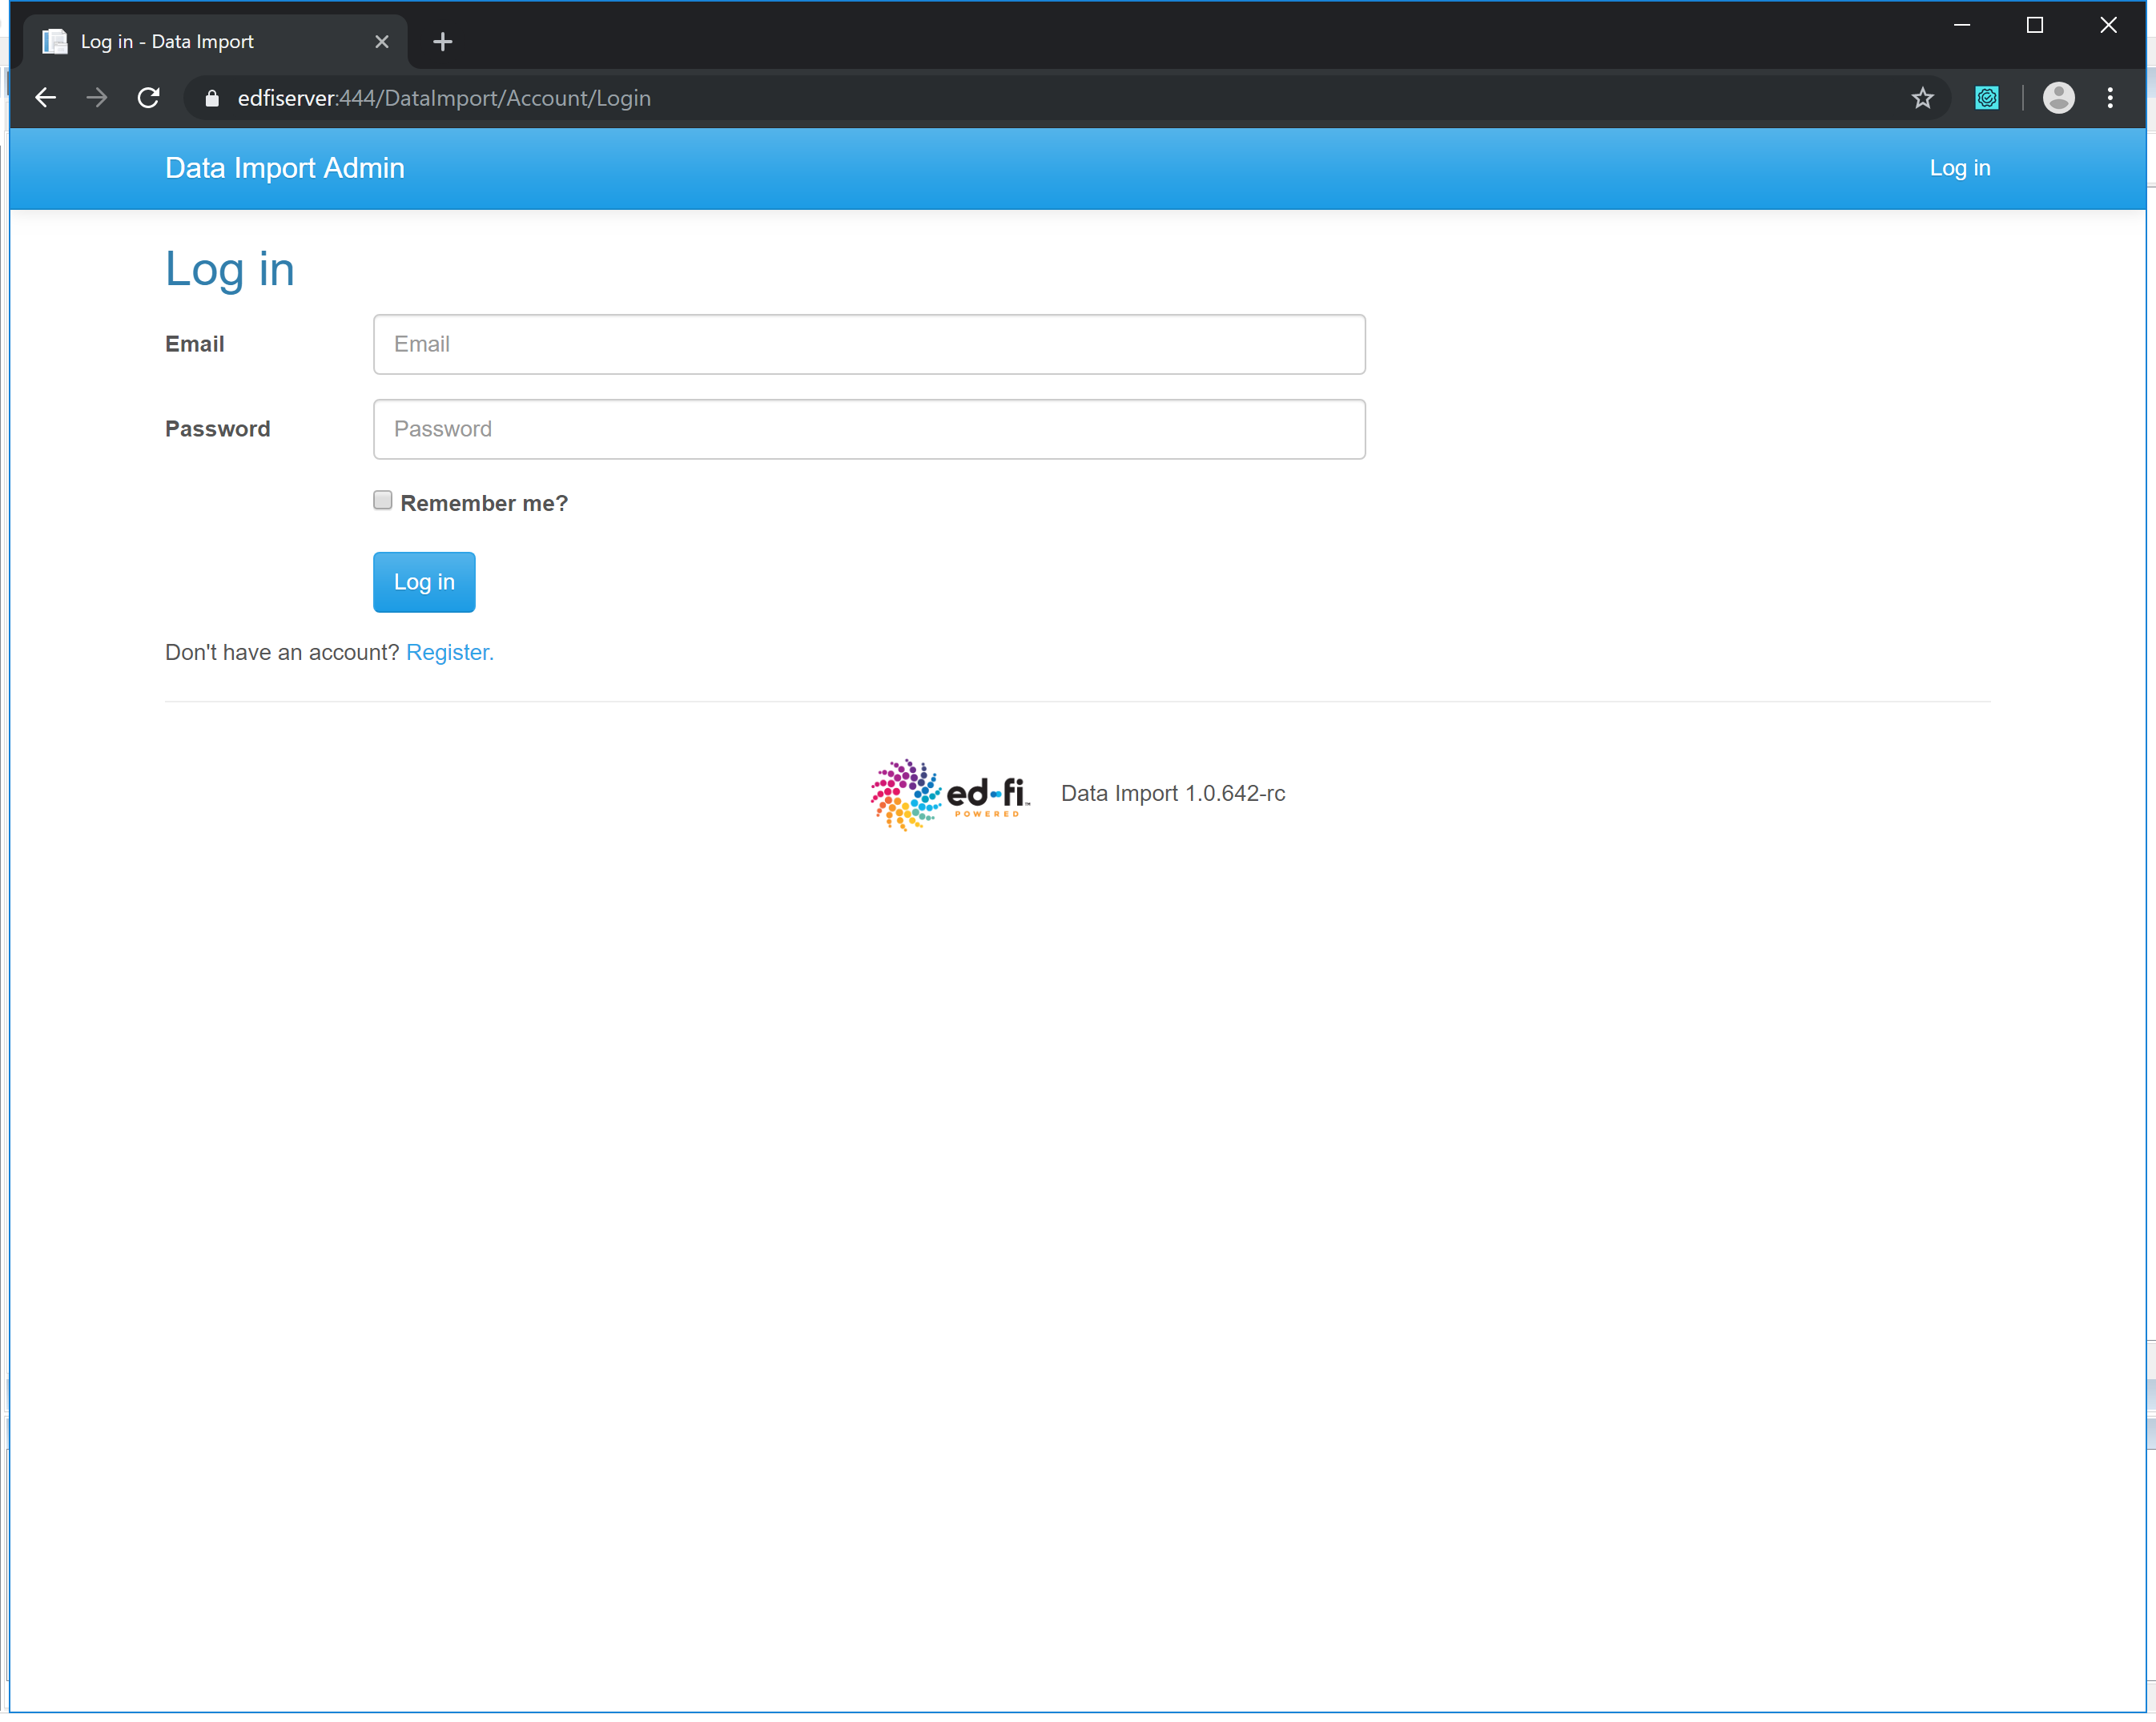 Log in - Data Import
edfiserver:444/DataImport/Account/Login
Data Import Admin Log in
Log in
Email Email
Password Password
Remember me?
Log in
Don't have an account? Register.
ed-fi Data Import 1.0.642-rc
POWERED